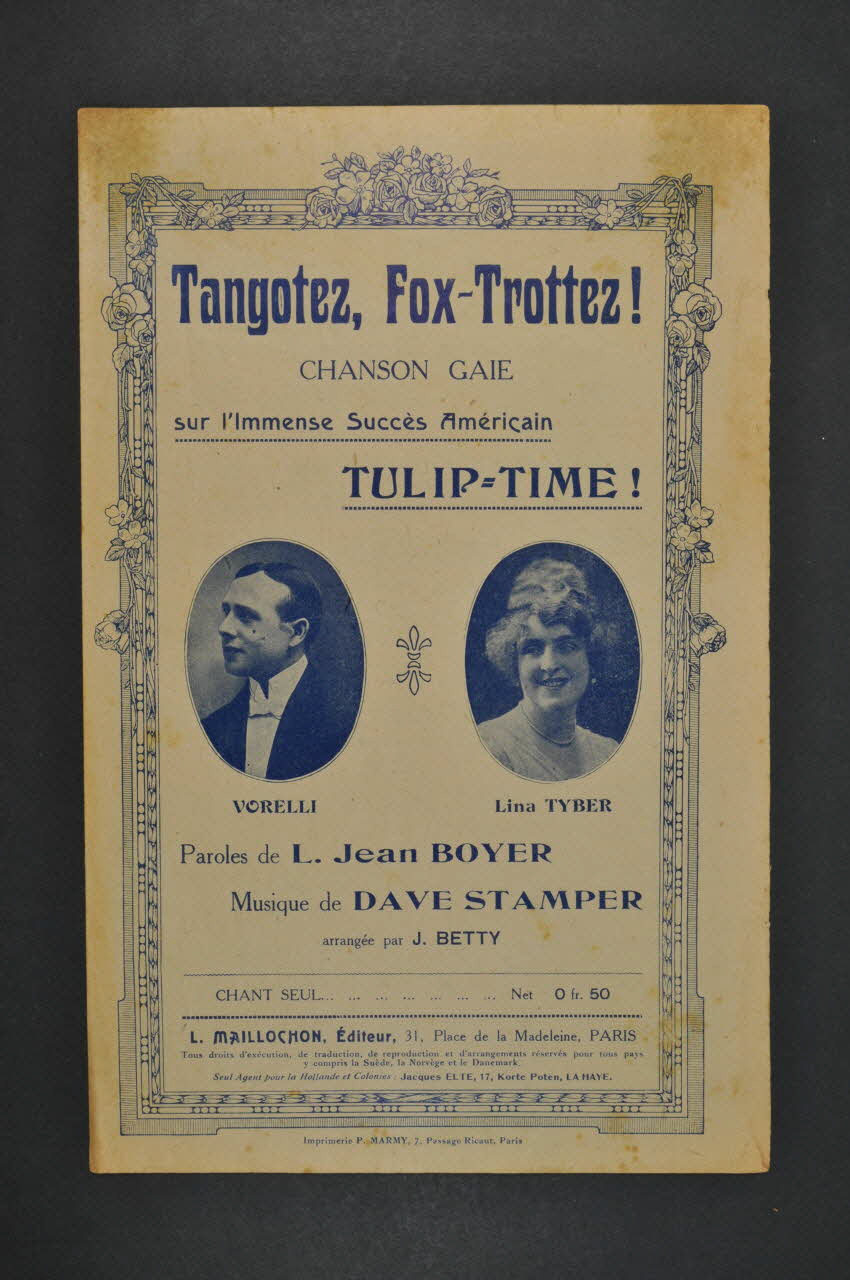 Tangotez, Fox-Trottez !
CHANSON GAIE
sur l'Immense Succès Américain
TULIP=TIME !
VORELLI
Lina TYBER
Paroles de L. Jean BOYER
Musique de DAVE STAMPER
arrangée par J. BETTY
CHANT SEUL... ... ... ... ... ... ... Net 0 fr. 50
L. MAILLOCHON, Éditeur, 31, Place de la Madeleine, PARIS
Tous droits d'exécution, de traduction, de reproduction et d'arrangements réservés pour tous pays
y compris la Suède, la Norvège et le Danemark.
Seul Agent pour la Hollande et Colonies : Jacques ELTE, 17, Korte Poten, LA HAYE.
Imprimerie P. MARMY, 7, Passage Ricaut, Paris